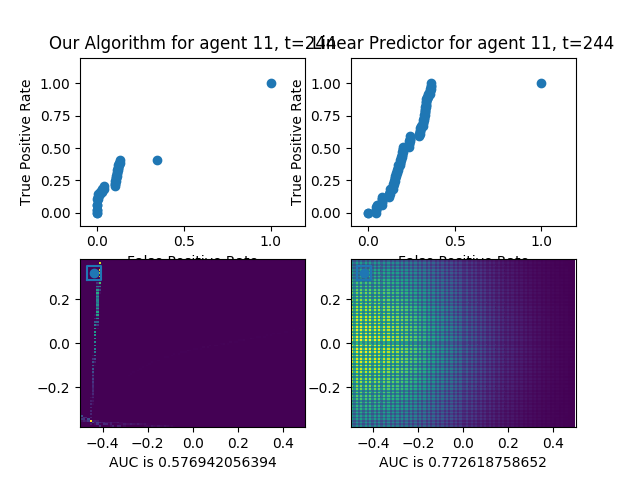 Our Algorithm for agent 11, t=244
Linear Predictor for agent 11, t=244
True Positive Rate
1.00
0.75
0.50
0.25
0.00
0.0 0.5 1.0
False Positive Rate
True Positive Rate
1.00
0.75
0.50
0.25
0.00
0.0 0.5 1.0
False Positive Rate
0.2
0.0
−0.2
−0.4 −0.2 0.0 0.2 0.4
AUC is 0.576942056394
0.2
0.0
−0.2
−0.4 −0.2 0.0 0.2 0.4
AUC is 0.772618758652